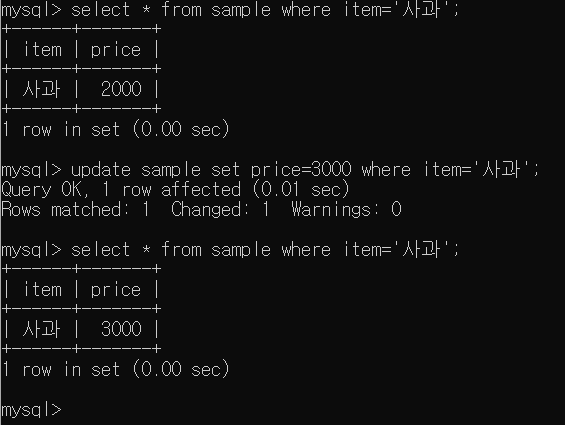 mysql> select * from sample where item='사과';
+------+-------+
| item | price |
+------+-------+
| 사과 |  2000 |
+------+-------+
1 row in set (0.00 sec)

mysql> update sample set price=3000 where item='사과';
Query OK, 1 row affected (0.01 sec)
Rows matched: 1  Changed: 1  Warnings: 0

mysql> select * from sample where item='사과';
+------+-------+
| item | price |
+------+-------+
| 사과 |  3000 |
+------+-------+
1 row in set (0.00 sec)

mysql>